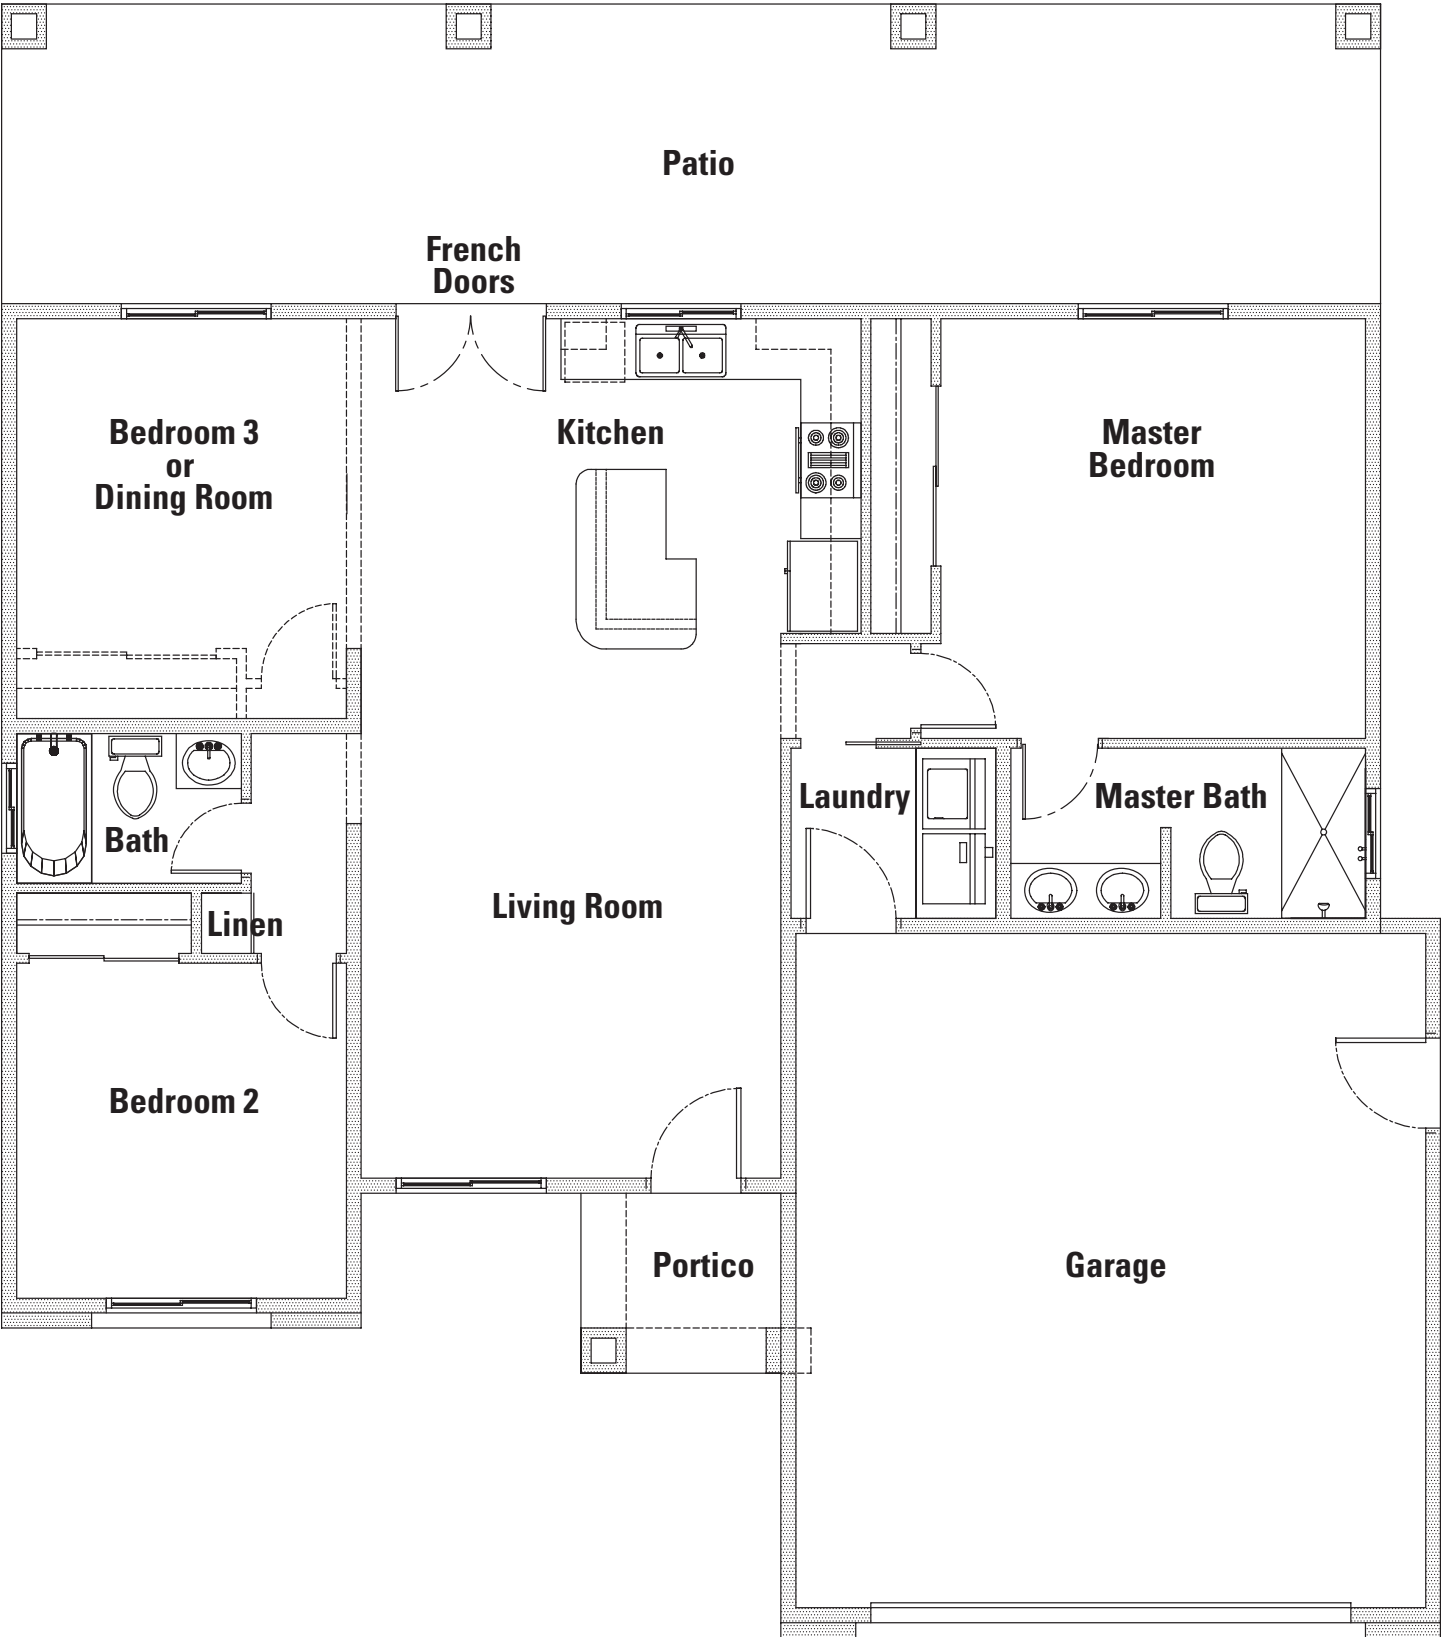 Patio
French
Doors
Bedroom 3
or
Dining Room
Kitchen
Master
Bedroom
Laundry
Master Bath
Bath
Linen
Living Room
Bedroom 2
Portico
Garage